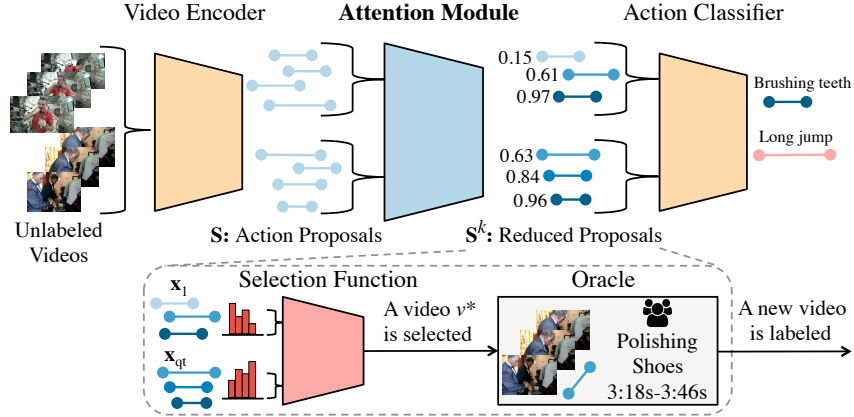 Video Encoder
Attention Module
Action Classifier
0.15
0.61
0.97
Brushing teeth
Long jump
0.63
0.84
0.96
Unlabeled
Videos
S: Action Proposals
S^k: Reduced Proposals
Selection Function
Oracle
x_1
x_qt
A video v*
is selected
Polishing
Shoes
3:18s-3:46s
A new video
is labeled